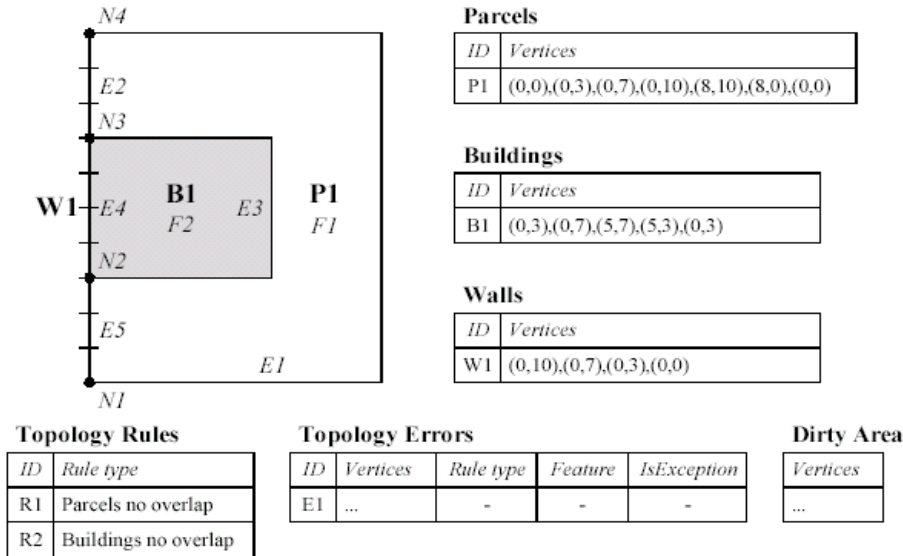 N4
E2
N3
W1
E4
B1
F2
E3
P1
F1
N2
E5
E1
N1
Parcels
ID Vertices
P1 (0,0),(0,3),(0,7),(0,10),(8,10),(8,0),(0,0)
Buildings
ID Vertices
B1 (0,3),(0,7),(5,7),(5,3),(0,3)
Walls
ID Vertices
W1 (0,10),(0,7),(0,3),(0,0)
Topology Rules
ID Rule type
R1 Parcels no overlap
R2 Buildings no overlap
Topology Errors
ID Vertices Rule type Feature IsException
E1 ... - - -
Dirty Area
Vertices
...